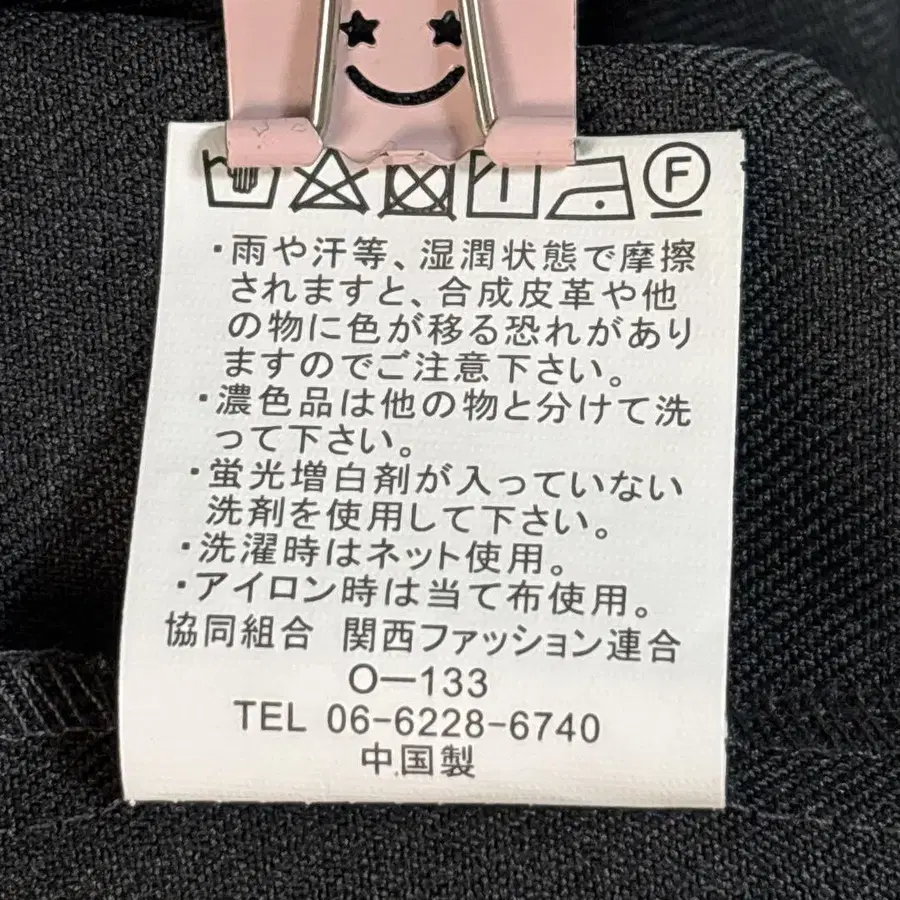 F
・雨や汗等、湿潤状態で摩擦
されますと、合成皮革や他
の物に色が移る恐れがあり
ますのでご注意下さい。
・濃色品は他の物と分けて洗
って下さい。
・蛍光増白剤が入っていない
洗剤を使用して下さい。
・洗濯時はネット使用。
・アイロン時は当て布使用。
協同組合 関西ファッション連合
O-133
TEL 06-6228-6740
中国製